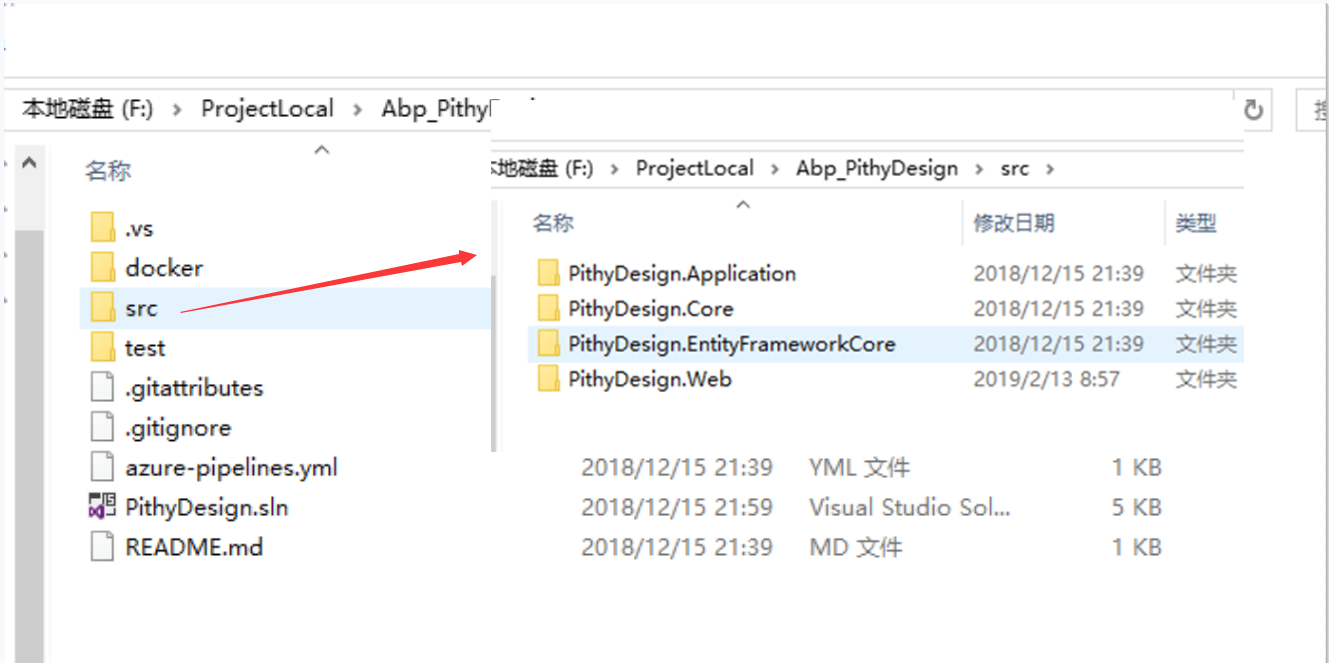 本地磁盘 (F:) › ProjectLocal › Abp_Pithy
名称
.vs
docker
src
test
.gitattributes
.gitignore
azure-pipelines.yml 2018/12/15 21:39 YML 文件 1 KB
PithyDesign.sln 2018/12/15 21:59 Visual Studio Sol... 5 KB
README.md 2018/12/15 21:39 MD 文件 1 KB
地磁盘 (F:) › ProjectLocal › Abp_PithyDesign › src ›
名称 修改日期 类型
PithyDesign.Application 2018/12/15 21:39 文件夹
PithyDesign.Core 2018/12/15 21:39 文件夹
PithyDesign.EntityFrameworkCore 2018/12/15 21:39 文件夹
PithyDesign.Web 2019/2/13 8:57 文件夹